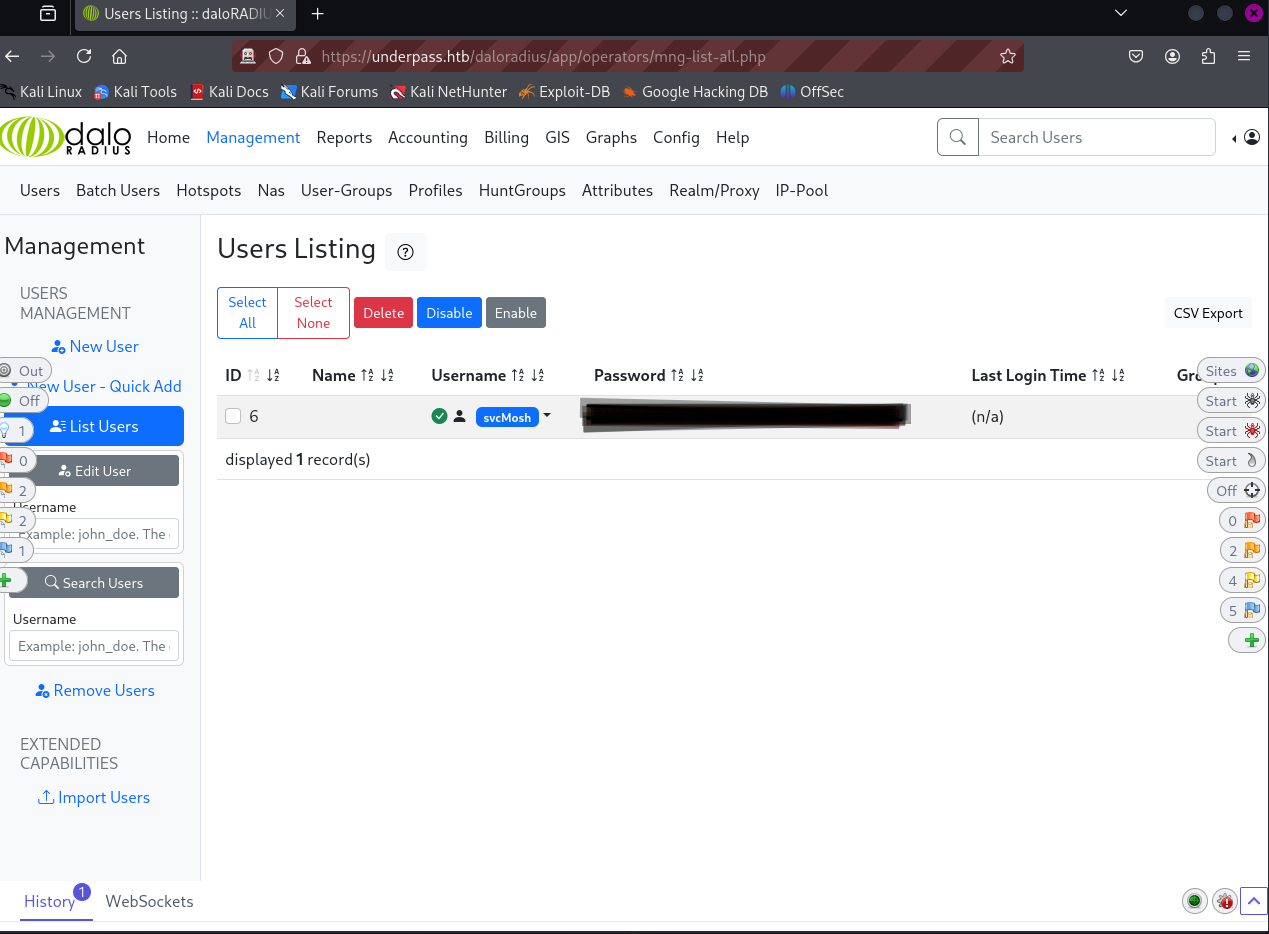 Users Listing :: daloRADIU
https://underpass.htb/daloradius/app/operators/mng-list-all.php
Kali Linux Kali Tools Kali Docs Kali Forums Kali NetHunter Exploit-DB Google Hacking DB OffSec
dalo RADIUS Home Management Reports Accounting Billing GIS Graphs Config Help Search Users
Users Batch Users Hotspots Nas User-Groups Profiles HuntGroups Attributes Realm/Proxy IP-Pool
Management
USERS
MANAGEMENT
New User
Out
New User - Quick Add
Off
1 List Users
0 Edit User
2
Username
2 Example: john_doe. The
1
Search Users
Username
Example: john_doe. The
Remove Users
EXTENDED
CAPABILITIES
Import Users
Users Listing ?
Select All Select None Delete Disable Enable CSV Export
ID Name Username Password Last Login Time
6 svcMosh (n/a)
displayed 1 record(s)
Sites
Start
Start
Start
Off
0
2
4
5
History 1 WebSockets